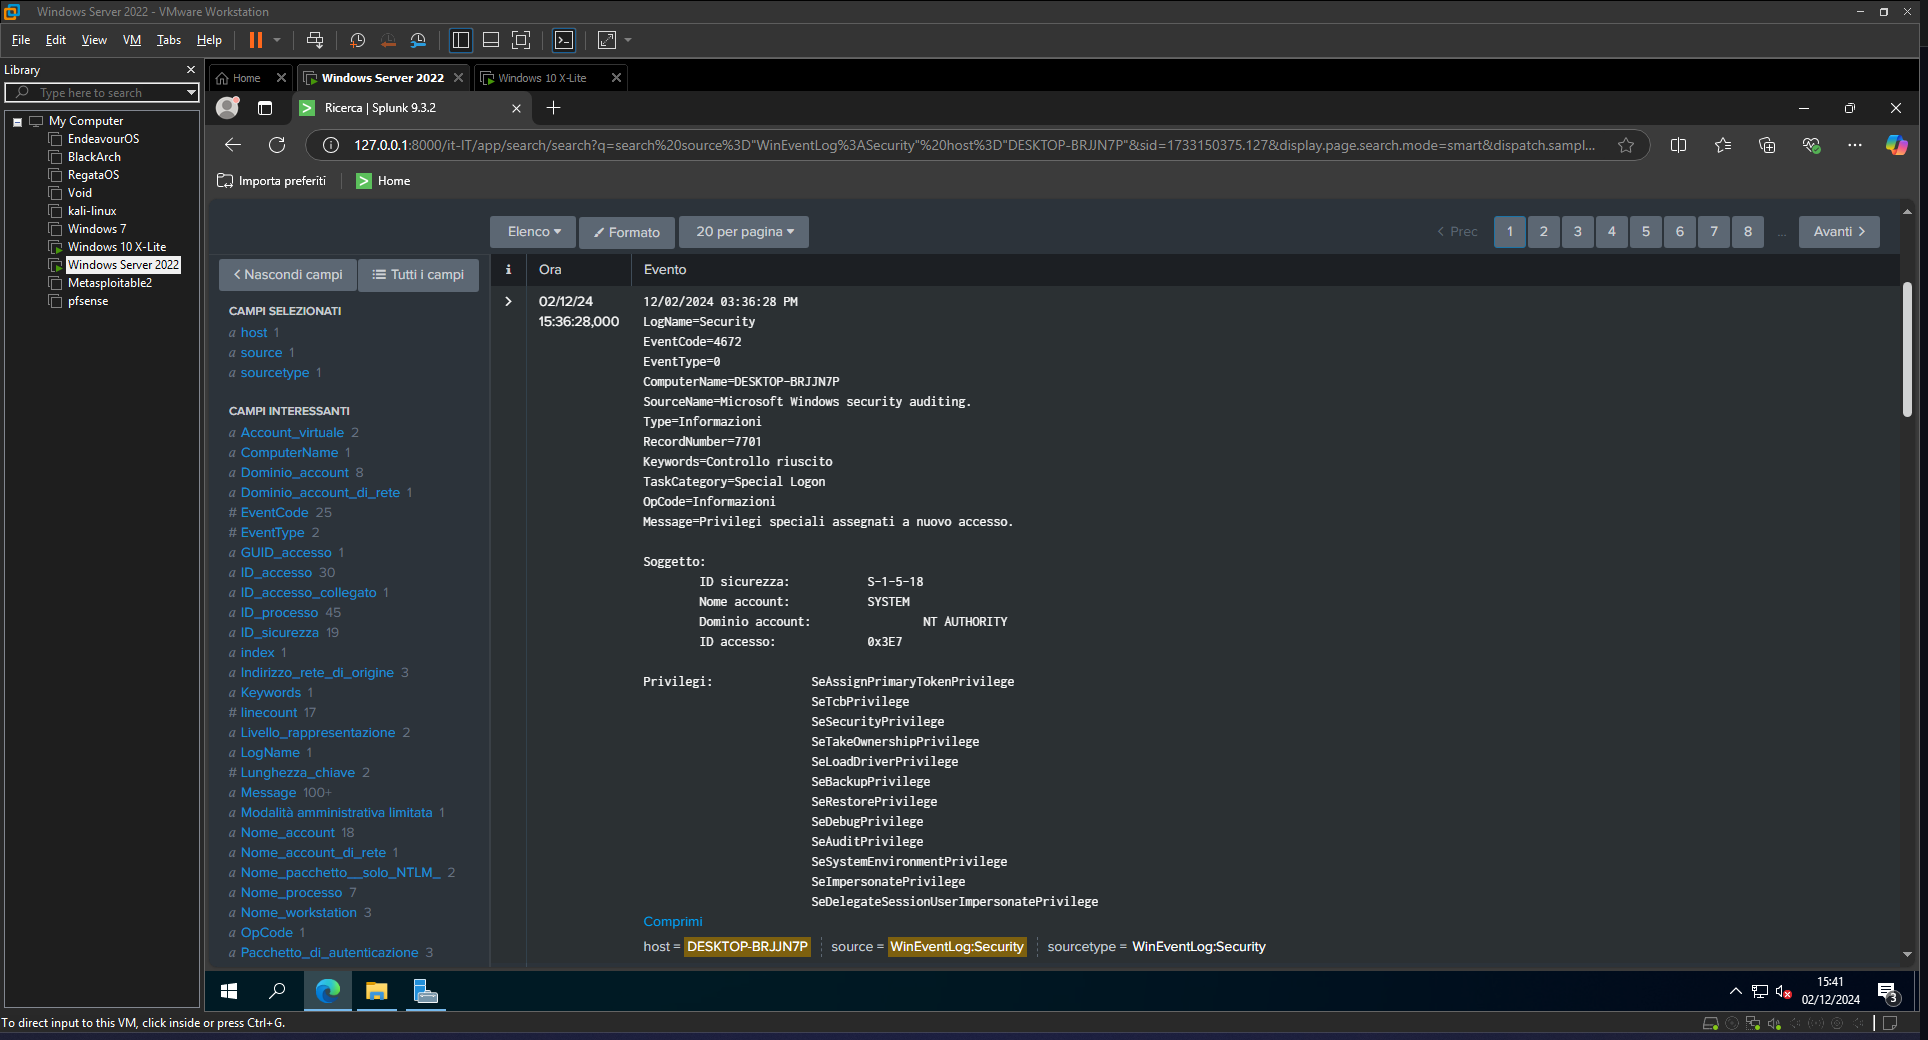 Windows Server 2022 - VMware Workstation
File Edit View VM Tabs Help
Library
Type here to search
My Computer
EndeavourOS
BlackArch
RegataOS
Void
kali-linux
Windows 7
Windows 10 X-Lite
Windows Server 2022
Metasploitable2
pfsense
Home
Windows Server 2022
Windows 10 X-Lite
Ricerca | Splunk 9.3.2
127.0.0.1:8000/it-IT/app/search/search?q=search%20source%3D"WinEventLog%3ASecurity"%20host%3D"DESKTOP-BRJJN7P"&sid=1733150375.127&display.page.search.mode=smart&dispatch.sampl...
Importa preferiti
Home
Elenco
Formato
20 per pagina
Prec 1 2 3 4 5 6 7 8 ... Avanti
Nascondi campi
Tutti i campi
CAMPI SELEZIONATI
a host 1
a source 1
a sourcetype 1
CAMPI INTERESSANTI
a Account_virtuale 2
a ComputerName 1
a Dominio_account 8
a Dominio_account_di_rete 1
# EventCode 25
# EventType 2
a GUID_accesso 1
a ID_accesso 30
a ID_accesso_collegato 1
a ID_processo 45
a ID_sicurezza 19
a index 1
a Indirizzo_rete_di_origine 3
a Keywords 1
# linecount 17
a Livello_rappresentazione 2
a LogName 1
# Lunghezza_chiave 2
a Message 100+
a Modalità amministrativa limitata 1
a Nome_account 18
a Nome_account_di_rete 1
a Nome_pacchetto__solo_NTLM_ 2
a Nome_processo 7
a Nome_workstation 3
a OpCode 1
a Pacchetto_di_autenticazione 3
i Ora Evento
02/12/24
15:36:28,000
12/02/2024 03:36:28 PM
LogName=Security
EventCode=4672
EventType=0
ComputerName=DESKTOP-BRJJN7P
SourceName=Microsoft Windows security auditing.
Type=Informazioni
RecordNumber=7701
Keywords=Controllo riuscito
TaskCategory=Special Logon
OpCode=Informazioni
Message=Privilegi speciali assegnati a nuovo accesso.
Soggetto:
ID sicurezza: S-1-5-18
Nome account: SYSTEM
Dominio account: NT AUTHORITY
ID accesso: 0x3E7
Privilegi: SeAssignPrimaryTokenPrivilege
SeTcbPrivilege
SeSecurityPrivilege
SeTakeOwnershipPrivilege
SeLoadDriverPrivilege
SeBackupPrivilege
SeRestorePrivilege
SeDebugPrivilege
SeAuditPrivilege
SeSystemEnvironmentPrivilege
SeImpersonatePrivilege
SeDelegateSessionUserImpersonatePrivilege
Comprimi
host = DESKTOP-BRJJN7P source = WinEventLog:Security sourcetype = WinEventLog:Security
15:41
02/12/2024
3
To direct input to this VM, click inside or press Ctrl+G.